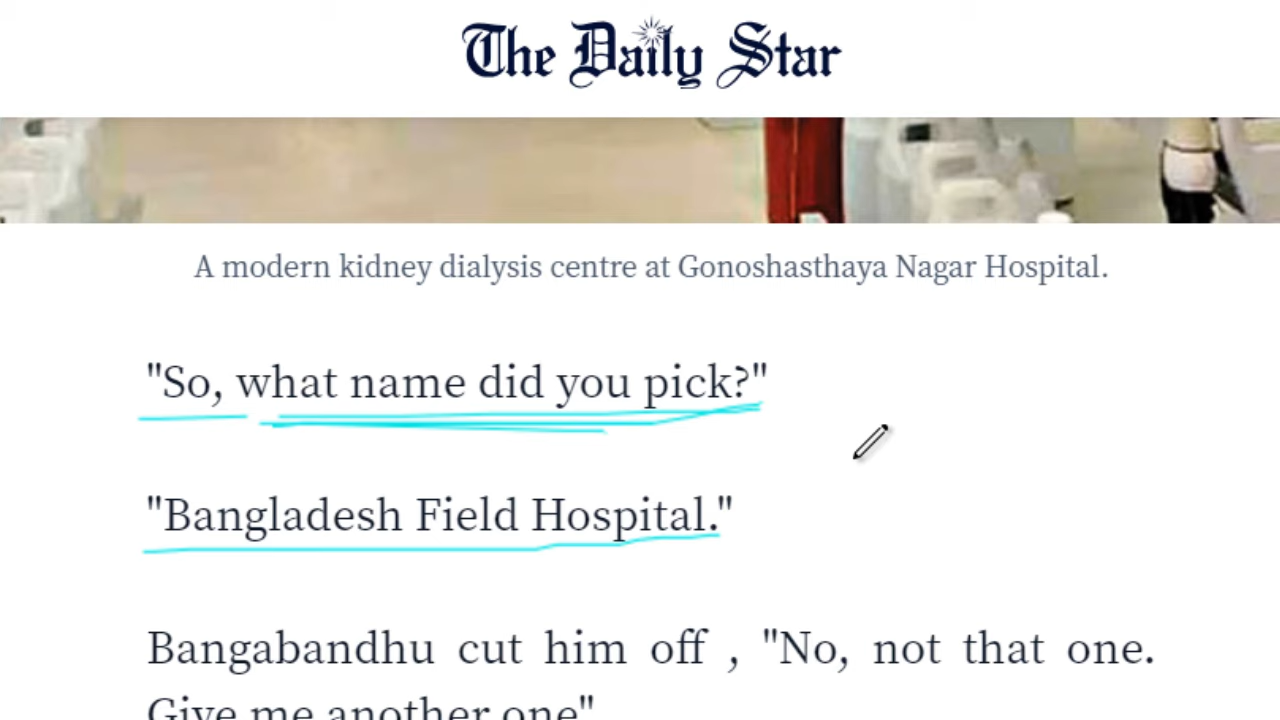 The Daily Star
A modern kidney dialysis centre at Gonoshasthaya Nagar Hospital.
"So, what name did you pick?"
"Bangladesh Field Hospital."
Bangabandhu cut him off , "No, not that one.
Give me another one"